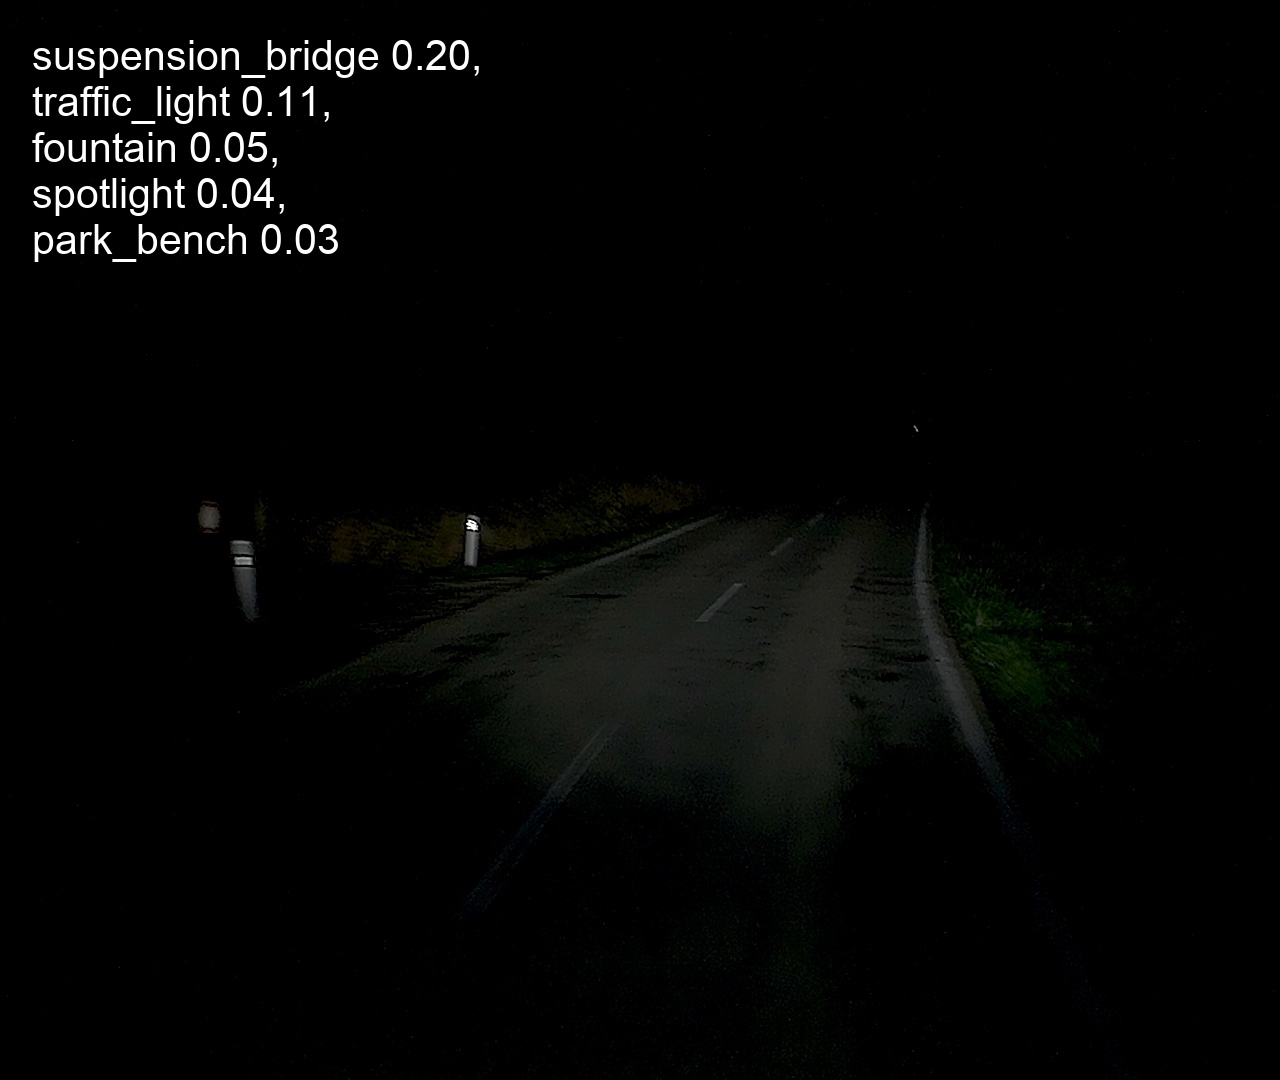 suspension_bridge 0.20,
traffic_light 0.11,
fountain 0.05,
spotlight 0.04,
park_bench 0.03